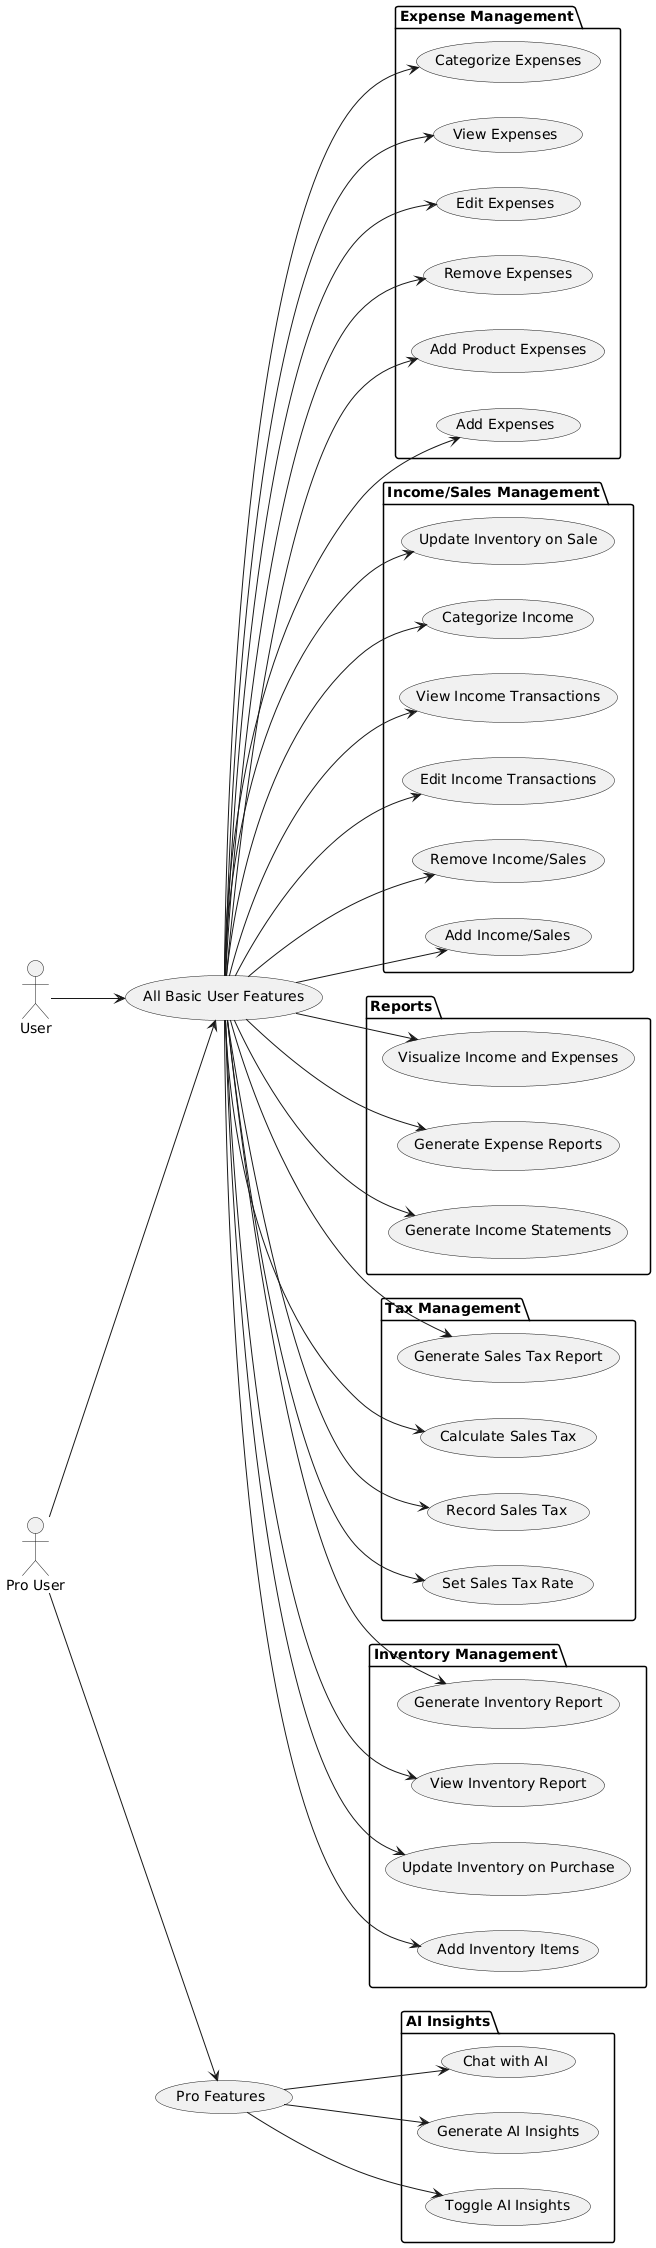 Expense Management
Categorize Expenses
View Expenses
Edit Expenses
Remove Expenses
Add Product Expenses
Add Expenses
Income/Sales Management
Update Inventory on Sale
Categorize Income
View Income Transactions
Edit Income Transactions
Remove Income/Sales
Add Income/Sales
User
All Basic User Features
Reports
Visualize Income and Expenses
Generate Expense Reports
Generate Income Statements
Tax Management
Generate Sales Tax Report
Calculate Sales Tax
Record Sales Tax
Set Sales Tax Rate
Pro User
Inventory Management
Generate Inventory Report
View Inventory Report
Update Inventory on Purchase
Add Inventory Items
AI Insights
Chat with AI
Pro Features
Generate AI Insights
Toggle AI Insights